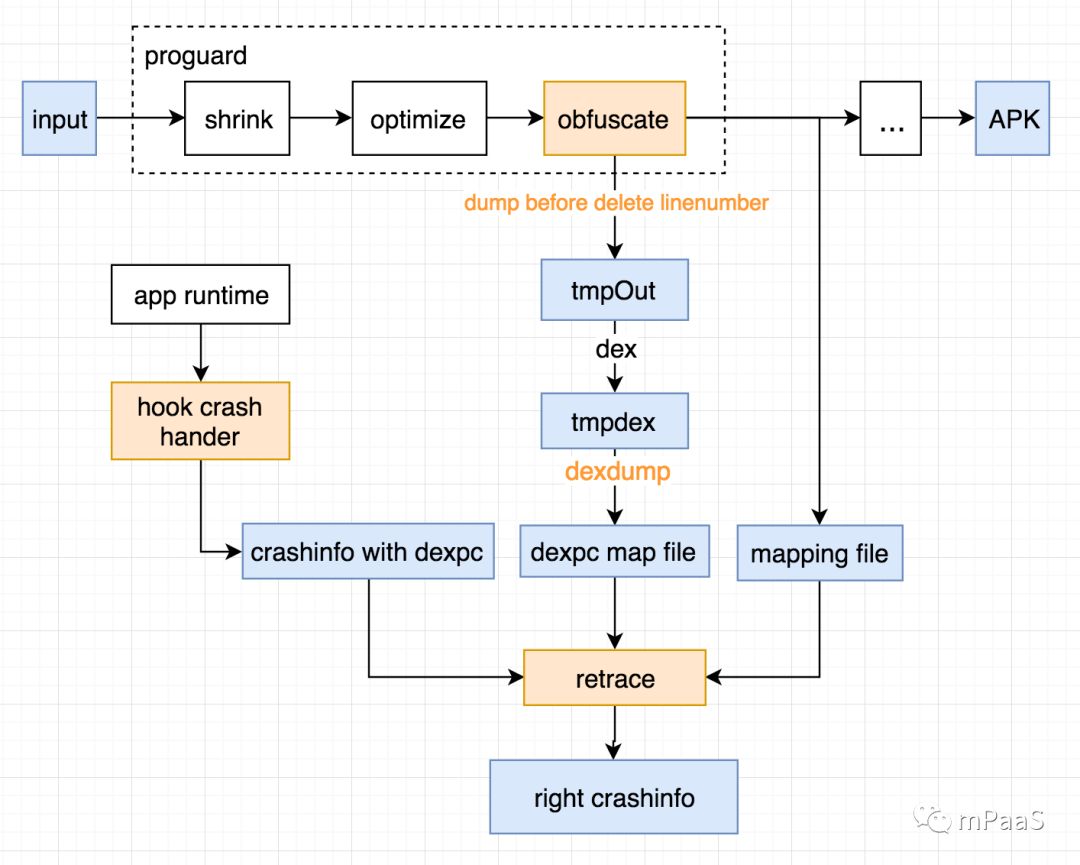 proguard
input
shrink
optimize
obfuscate
...
APK
dump before delete linenumber
app runtime
tmpOut
dex
hook crash
hander
tmpdex
dexdump
crashinfo with dexpc
dexpc map file
mapping file
retrace
right crashinfo
mPaaS